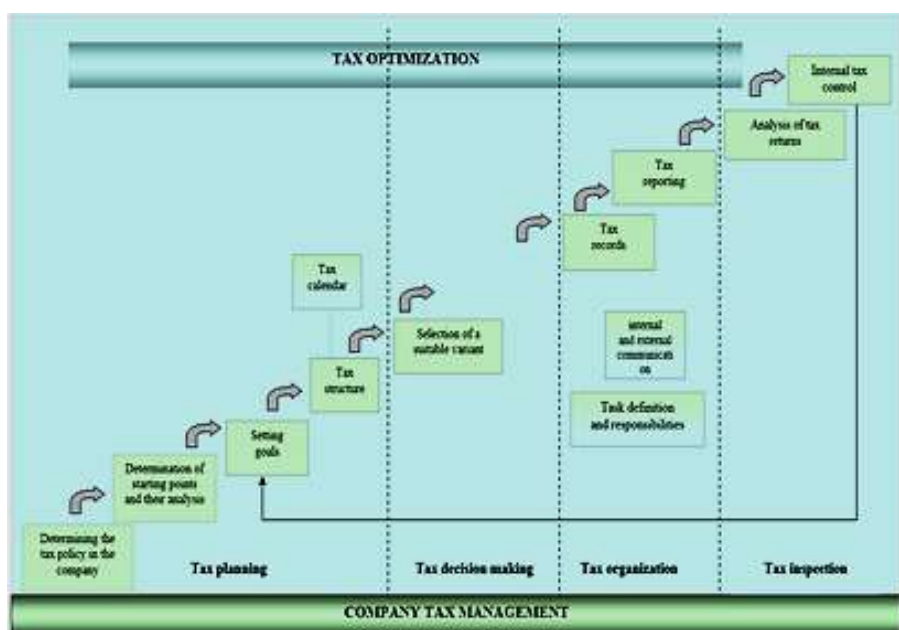 TAX OPTIMIZATION
Internal tax
control
Analysis of tax
returns
Tax
reporting
Tax
records
Tax
calendar
internal
and external
communicati
on
Selection of a
suitable variant
Tax
structure
Task definition
and responsibilities
Setting
goals
Determination of
starting points
and their analysis
Determining the
tax policy in the
company
Tax planning
Tax decision making
Tax organization
Tax inspection
COMPANY TAX MANAGEMENT